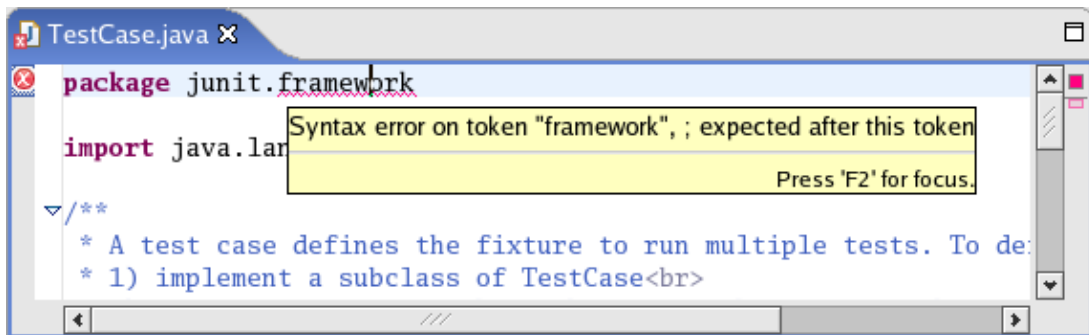 TestCase.java
package junit.framework
Syntax error on token "framework", ; expected after this token
import java.lan
Press 'F2' for focus.
/**
* A test case defines the fixture to run multiple tests. To de
* 1) implement a subclass of TestCase<br>